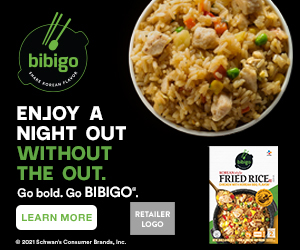 bibigo
SHARE KOREAN FLAVOR
ENJOY A
NIGHT OUT
WITHOUT
THE OUT.
Go bold. Go BIBIGO®.
LEARN MORE
RETAILER
LOGO
© 2021 Schwan's Consumer Brands, Inc.
bibigo
FRIED RICE